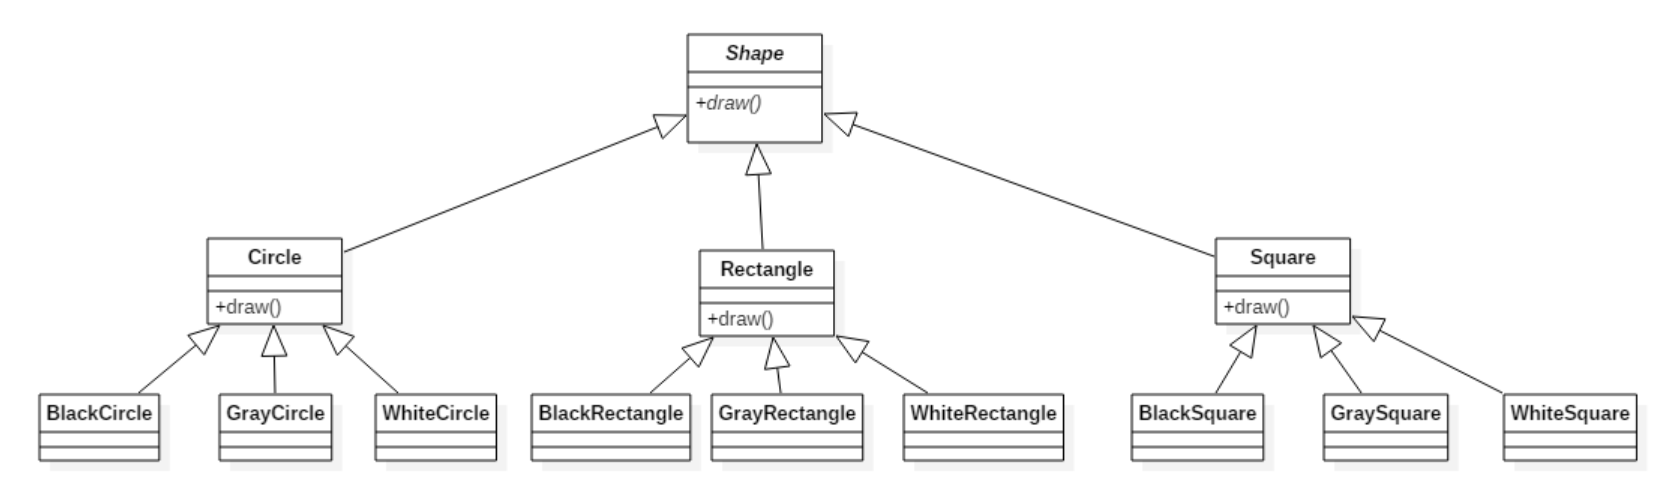 Shape
+draw()
Circle
+draw()
Rectangle
+draw()
Square
+draw()
BlackCircle
GrayCircle
WhiteCircle
BlackRectangle
GrayRectangle
WhiteRectangle
BlackSquare
GraySquare
WhiteSquare